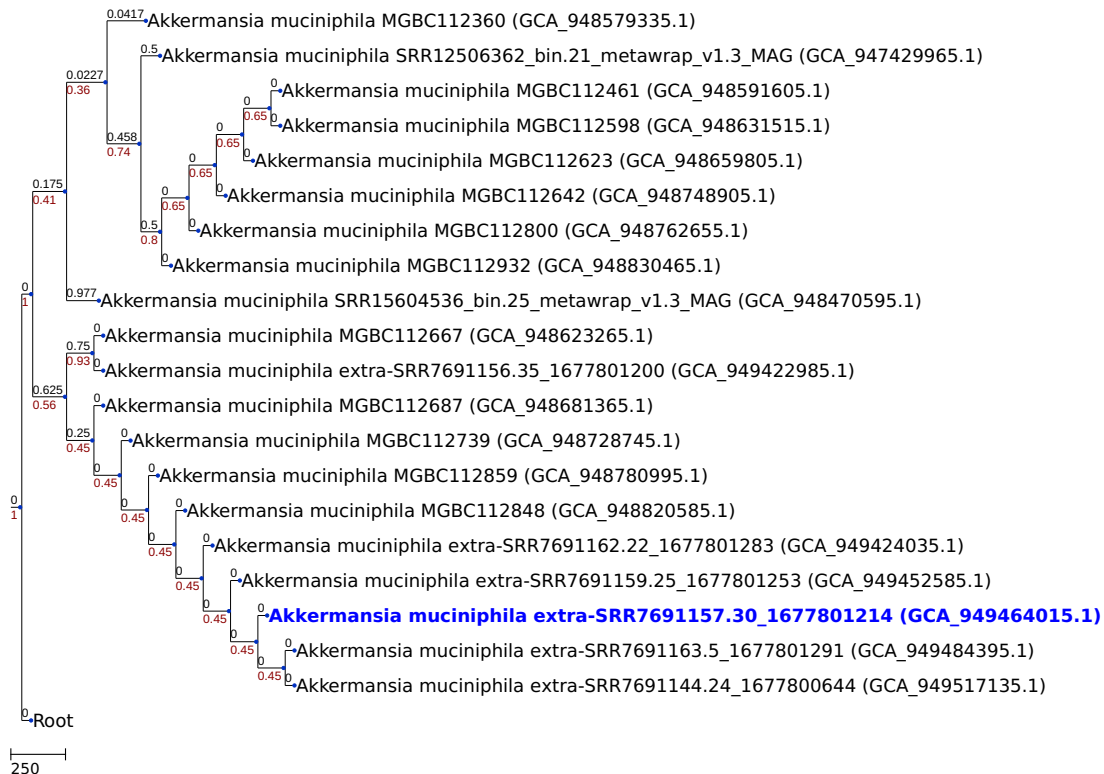 0.0417 Akkermansia muciniphila MGBC112360 (GCA_948579335.1)
0.5 Akkermansia muciniphila SRR12506362_bin.21_metawrap_v1.3_MAG (GCA_947429965.1)
0.0227
0.36
0 Akkermansia muciniphila MGBC112461 (GCA_948591605.1)
0.65
0 Akkermansia muciniphila MGBC112598 (GCA_948631515.1)
0
0.458
0.74
0
0.65
0 Akkermansia muciniphila MGBC112623 (GCA_948659805.1)
0
0.65
0.175
0.41
0 Akkermansia muciniphila MGBC112642 (GCA_948748905.1)
0
0.65
0.5
0.8
0 Akkermansia muciniphila MGBC112800 (GCA_948762655.1)
0 Akkermansia muciniphila MGBC112932 (GCA_948830465.1)
0
1
0.977 Akkermansia muciniphila SRR15604536_bin.25_metawrap_v1.3_MAG (GCA_948470595.1)
0 Akkermansia muciniphila MGBC112667 (GCA_948623265.1)
0.75
0.93
0 Akkermansia muciniphila extra-SRR7691156.35_1677801200 (GCA_949422985.1)
0.625
0.56
0 Akkermansia muciniphila MGBC112687 (GCA_948681365.1)
0.25
0.45
0 Akkermansia muciniphila MGBC112739 (GCA_948728745.1)
0
0.45
0 Akkermansia muciniphila MGBC112859 (GCA_948780995.1)
0
1
0
0.45
0 Akkermansia muciniphila MGBC112848 (GCA_948820585.1)
0
0.45
0 Akkermansia muciniphila extra-SRR7691162.22_1677801283 (GCA_949424035.1)
0
0.45
0 Akkermansia muciniphila extra-SRR7691159.25_1677801253 (GCA_949452585.1)
0
0.45
0 Akkermansia muciniphila extra-SRR7691157.30_1677801214 (GCA_949464015.1)
0
0.45
0 Akkermansia muciniphila extra-SRR7691163.5_1677801291 (GCA_949484395.1)
0
0.45
0 Akkermansia muciniphila extra-SRR7691144.24_1677800644 (GCA_949517135.1)
0 Root
250